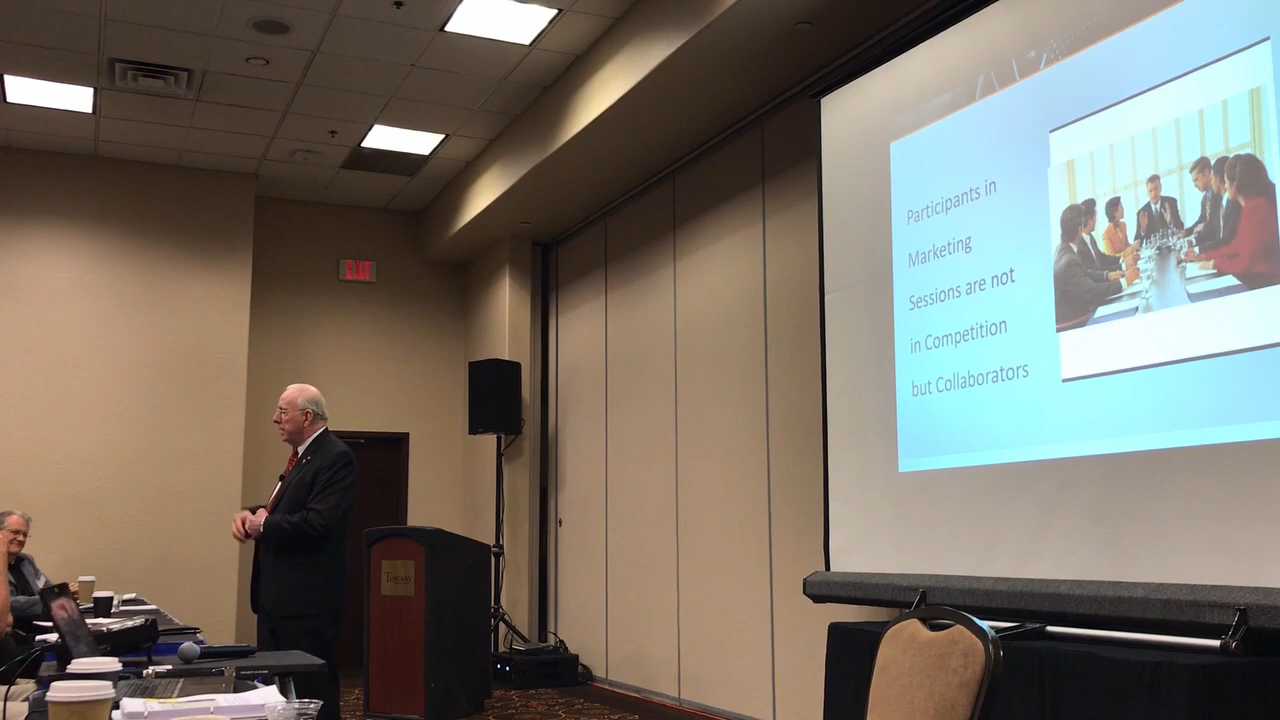 EXIT
Participants in
Marketing
Sessions are not
in Competition
but Collaborators
TUSCANY